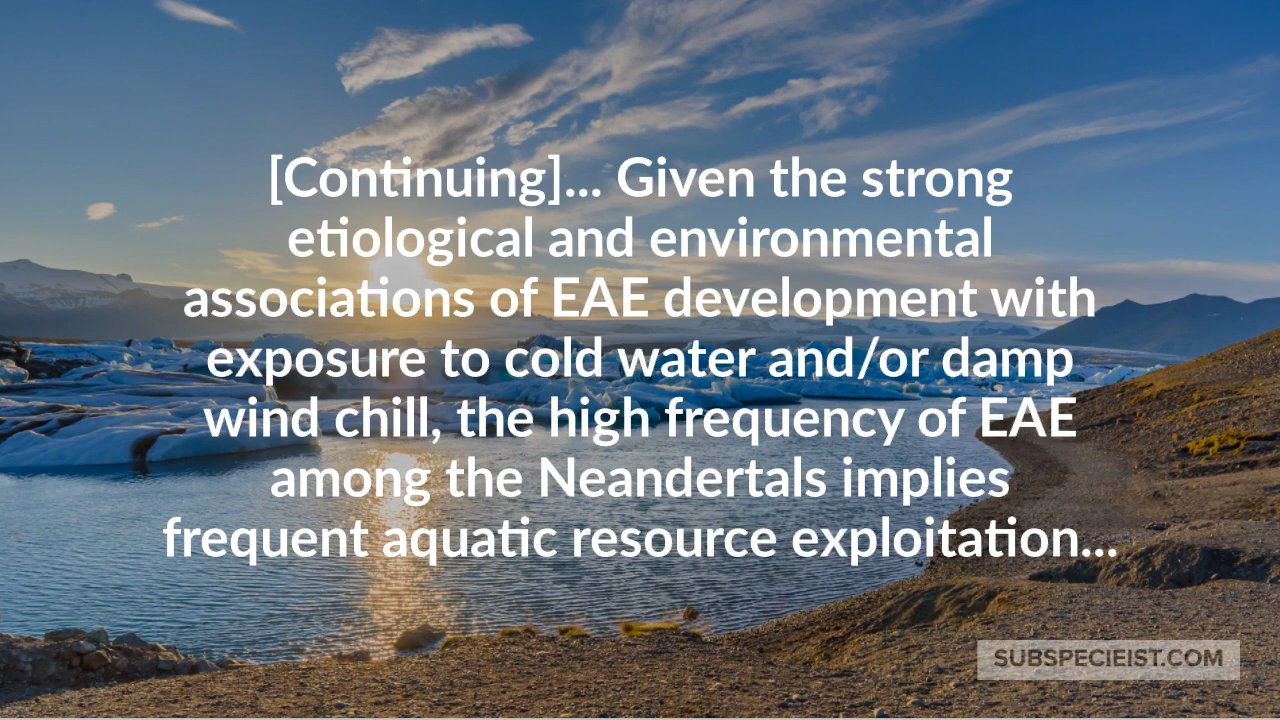 [Continuing]... Given the strong
etiological and environmental
associations of EAE development with
exposure to cold water and/or damp
wind chill, the high frequency of EAE
among the Neandertals implies
frequent aquatic resource exploitation...
SUBSPECIEIST.COM